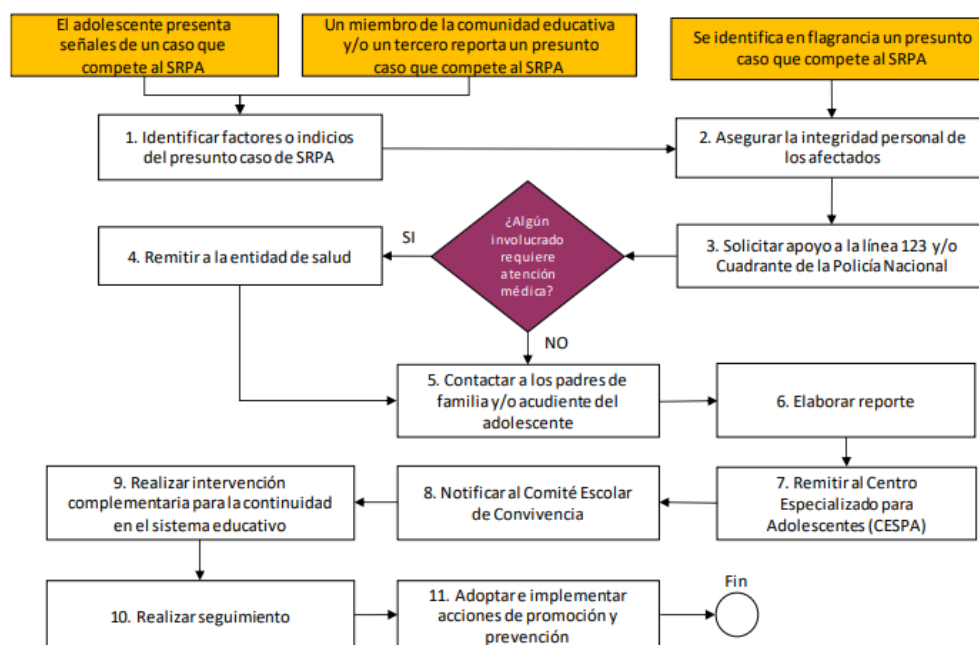 El adolescente presenta
señales de un caso que
compete al SRPA
Un miembro de la comunidad educativa
y/o un tercero reporta un presunto
caso que compete al SRPA
Se identifica en flagrancia un presunto
caso que compete al SRPA
1. Identificar factores o indicios
del presunto caso de SRPA
2. Asegurar la integridad personal de
los afectados
3. Solicitar apoyo a la línea 123 y/o
Cuadrante de la Policía Nacional
¿Algún
involucrado
requiere
atención
médica?
SI
4. Remitir a la entidad de salud
NO
5. Contactar a los padres de
familia y/o acudiente del
adolescente
6. Elaborar reporte
7. Remitir al Centro
Especializado para
Adolescentes (CESPA)
8. Notificar al Comité Escolar
de Convivencia
9. Realizar intervención
complementaria para la continuidad
en el sistema educativo
10. Realizar seguimiento
11. Adoptar e implementar
acciones de promoción y
prevención
Fin